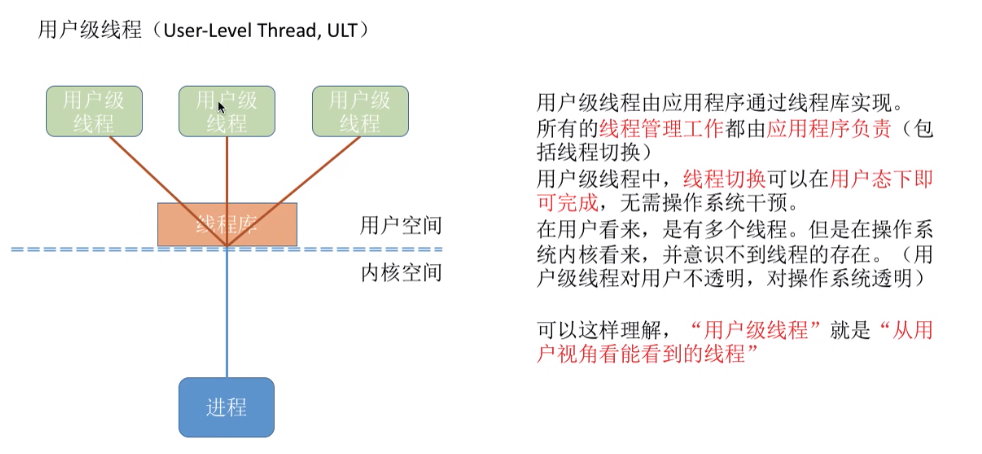 用户级线程（User-Level Thread, ULT）
用户级
线程
用户级
线程
用户级
线程
线程库
用户空间
内核空间
进程
用户级线程由应用程序通过线程库实现。
所有的线程管理工作都由应用程序负责（包
括线程切换）
用户级线程中，线程切换可以在用户态下即
可完成，无需操作系统干预。
在用户看来，是有多个线程。但是在操作系
统内核看来，并意识不到线程的存在。（用
户级线程对用户不透明，对操作系统透明）
可以这样理解，“用户级线程”就是“从用
户视角看能看到的线程”